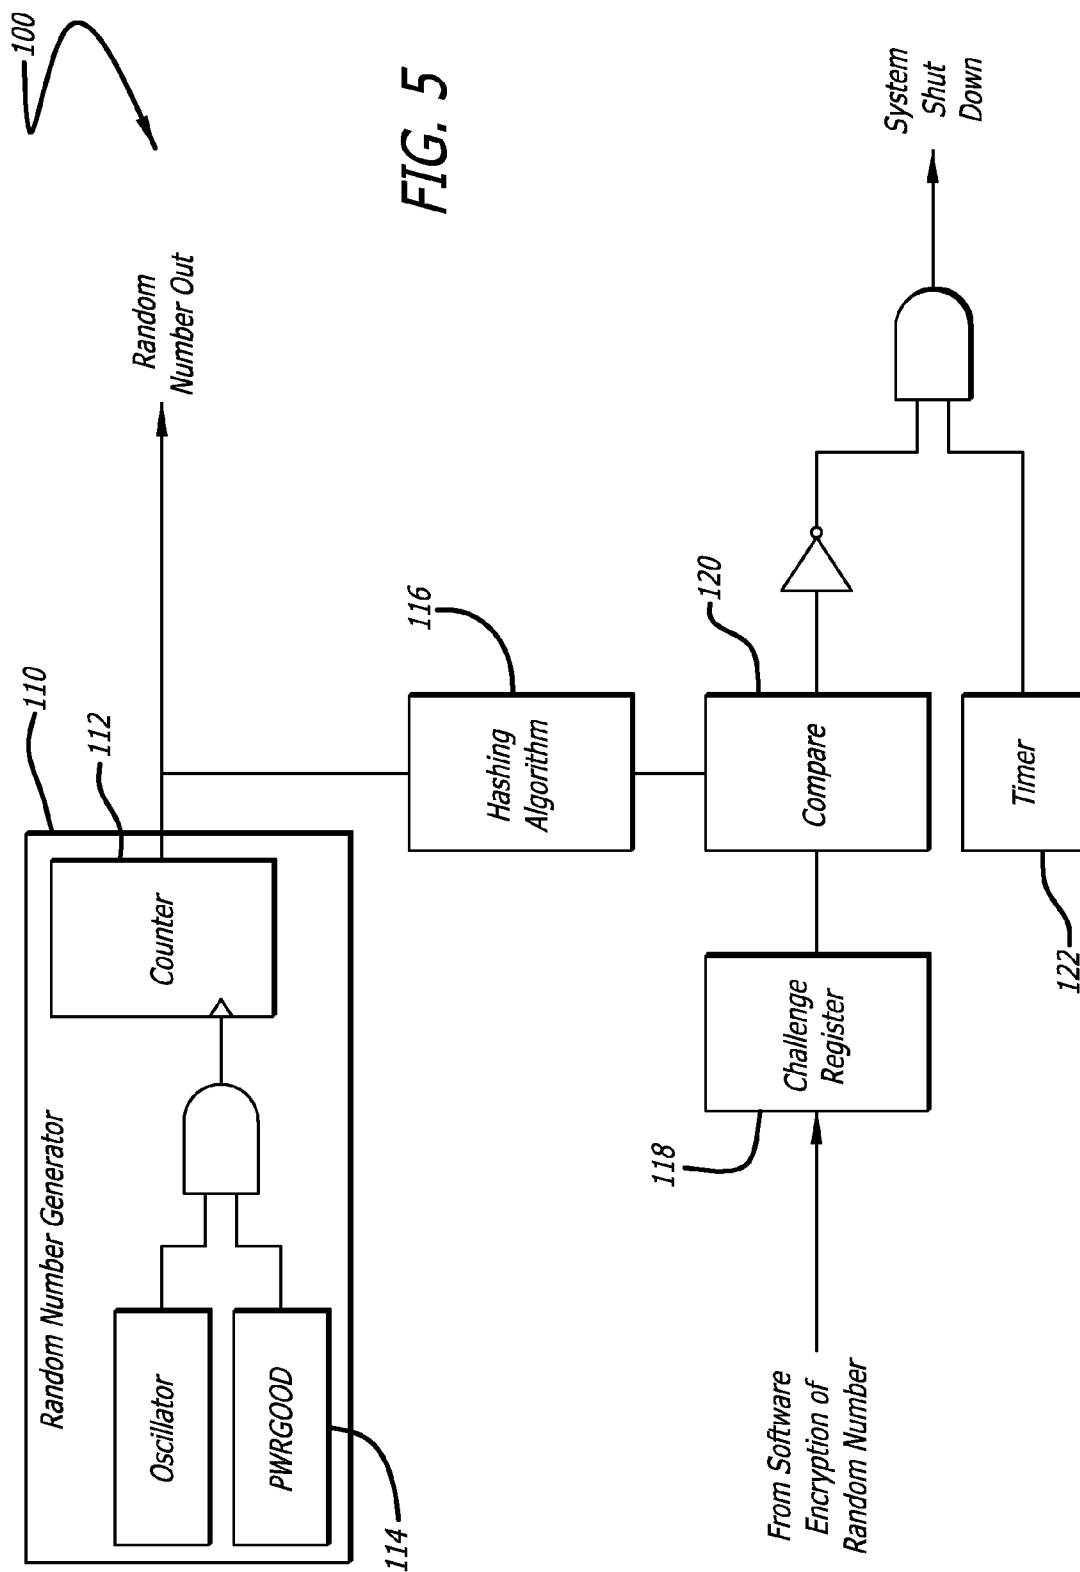 100
FIG. 5
Random
Number Out
System
Shut
Down
110
112
Random Number Generator
Oscillator
PWRGOOD
114
Counter
116
Hashing
Algorithm
120
Compare
118
Challenge
Register
From Software
Encryption of
Random Number
Timer
122